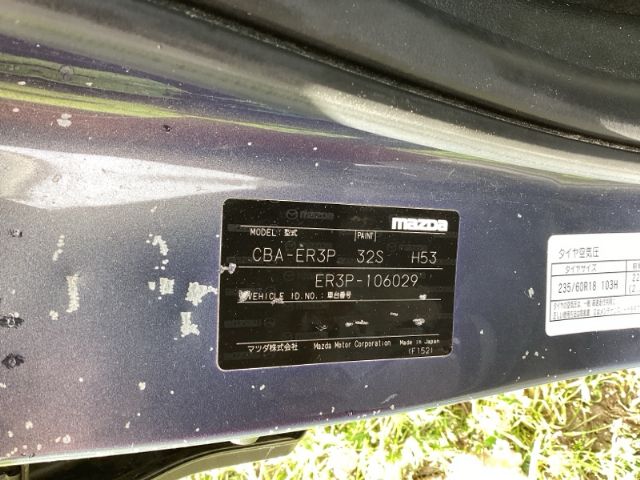 mazda
MODEL: 型式 PAINT
CBA-ER3P 32S H53
ER3P-106029
VEHICLE ID.NO.: 車台番号
マツダ株式会社 Mazda Motor Corporation Made in Japan
(F152)
タイヤ空気圧
タイヤサイズ
235/60R18 103H